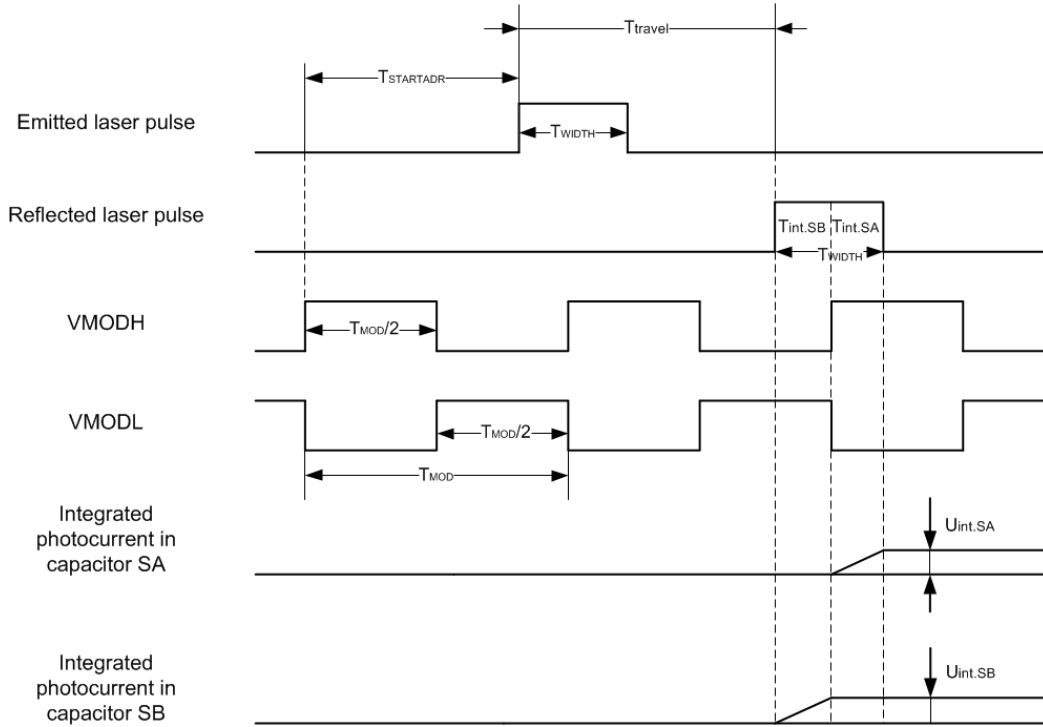 Ttravel
TSTARTADR
Emitted laser pulse
TWIDTH
Reflected laser pulse
Tint.SB
Tint.SA
TWIDTH
VMODH
TMOD/2
VMODL
TMOD/2
TMOD
Integrated
photocurrent in
capacitor SA
Uint.SA
Integrated
photocurrent in
capacitor SB
Uint.SB